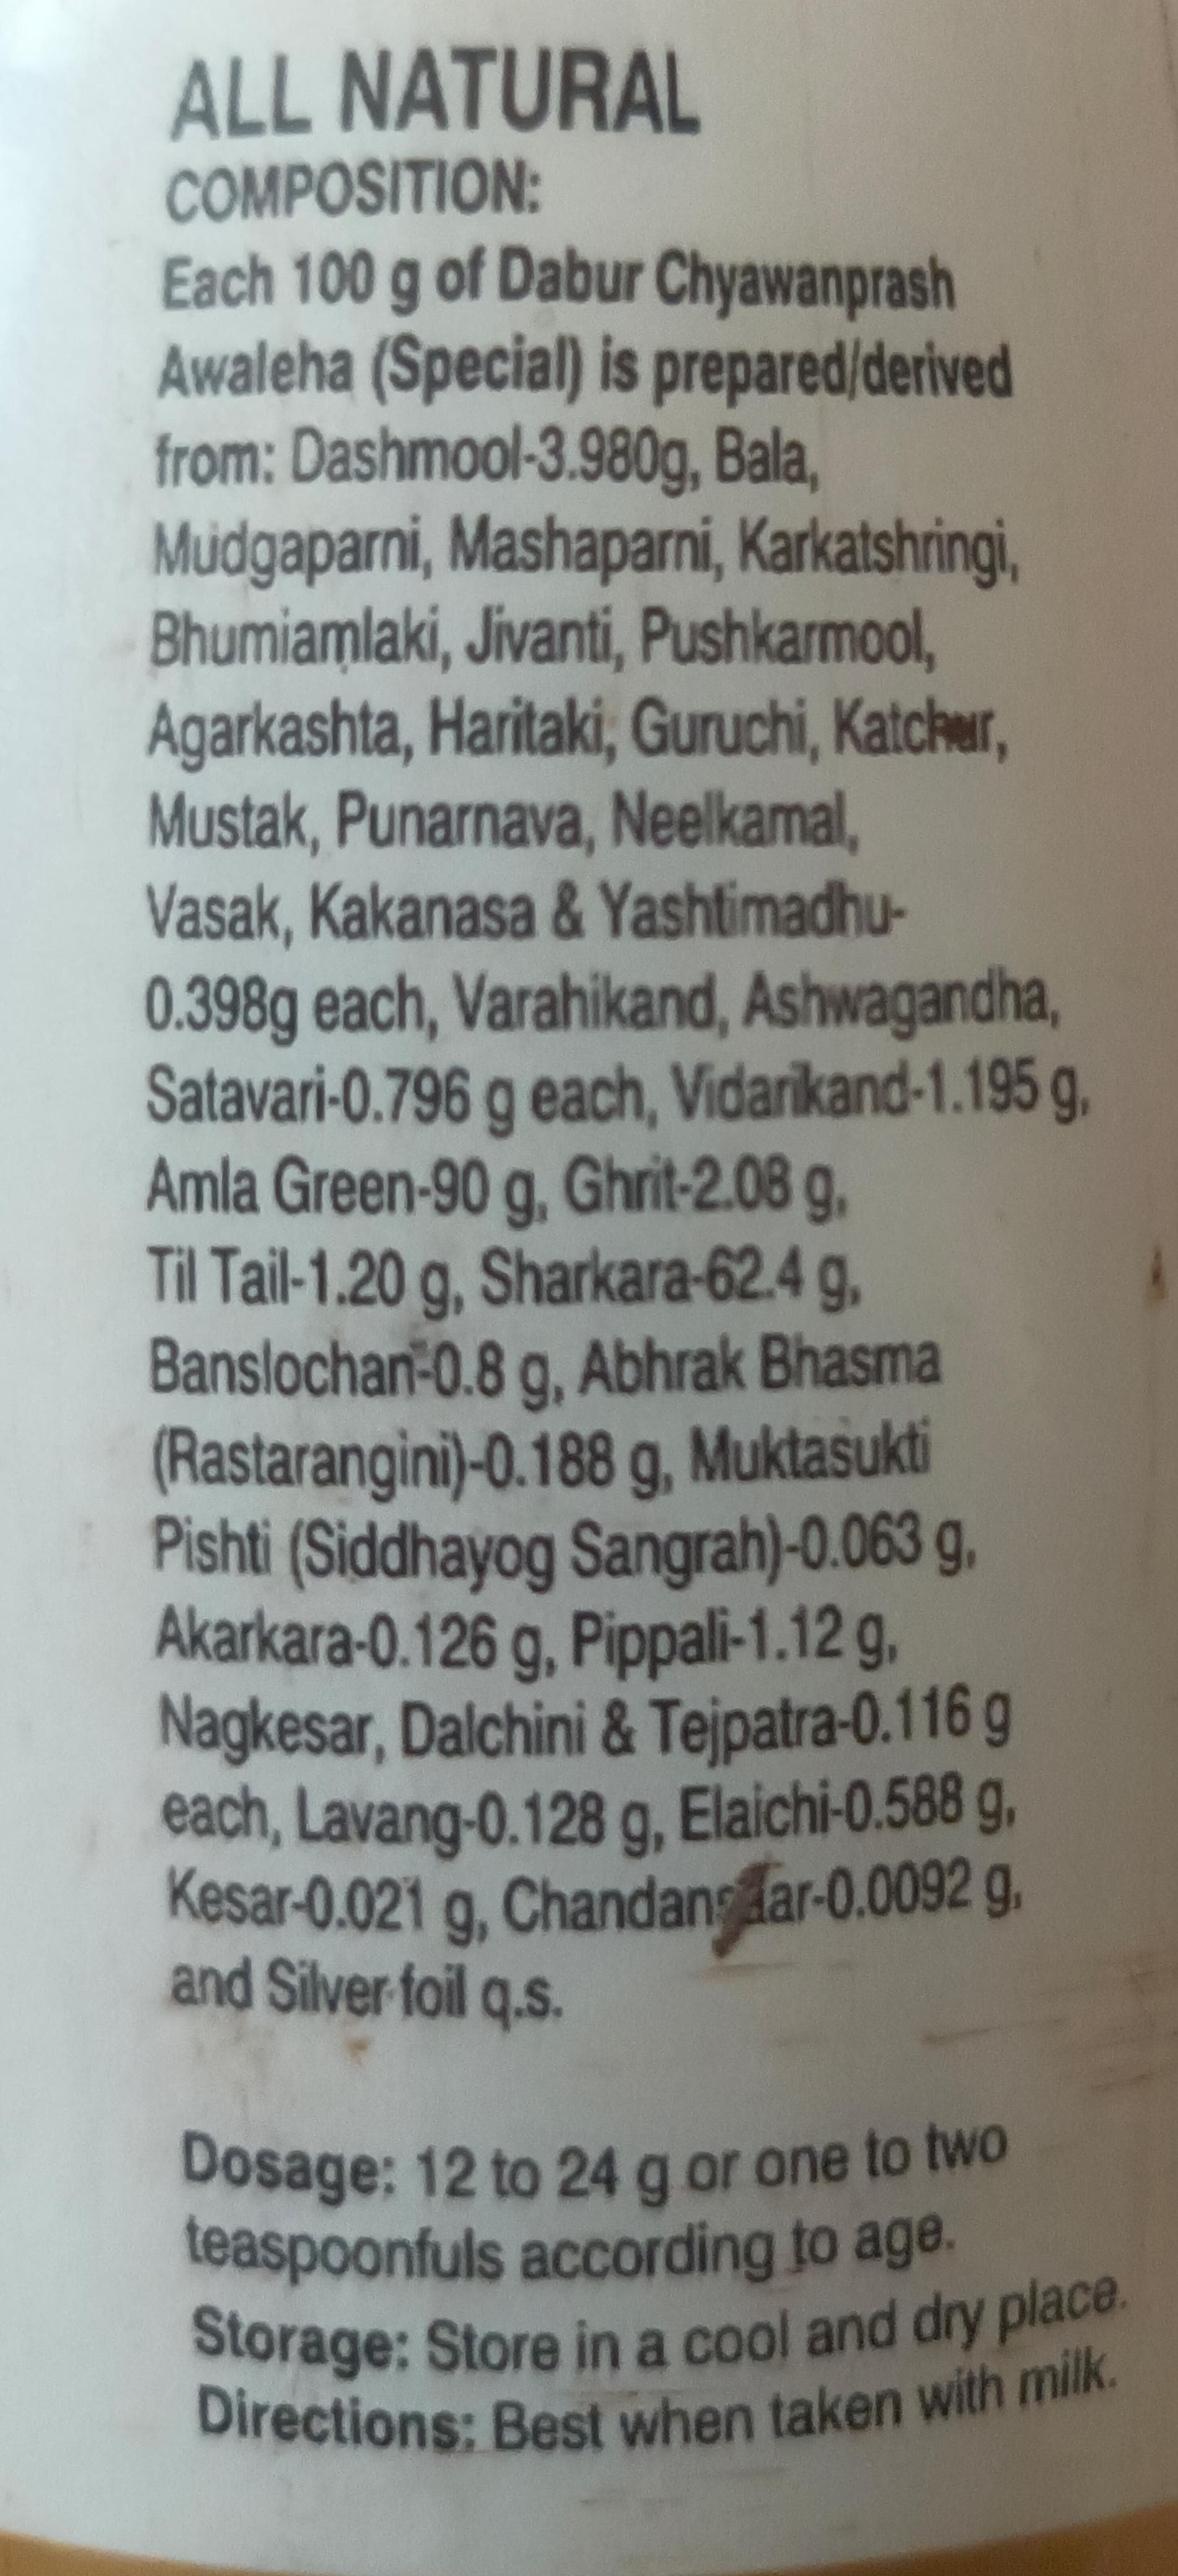 ALL NATURAL
COMPOSITION:
Each 100 g of Dabur Chyawanprash
Awaleha (Special) is prepared/derived
from: Dashmool-3.980g, Bala,
Mudgaparni, Mashaparni, Karkatshringi,
Bhumiamlaki, Jivanti, Pushkarmool,
Agarkashta, Haritaki, Guruchi, Katchur,
Mustak, Punarnava, Neelkamal,
Vasak, Kakanasa & Yashtimadhu-
0.398g each, Varahikand, Ashwagandha,
Satavari-0.796 g each, Vidarikand-1.195 g,
Amla Green-90 g, Ghrit-2.08 g,
Til Tail-1.20 g, Sharkara-62.4 g,
Banslochan-0.8 g, Abhrak Bhasma
(Rastarangini)-0.188 g, Muktasukti
Pishti (Siddhayog Sangrah)-0.063 g,
Akarkara-0.126 g, Pippali-1.12 g,
Nagkesar, Dalchini & Tejpatra-0.116 g
each, Lavang-0.128 g, Elaichi-0.588 g,
Kesar-0.021 g, -0.0092 g,
and Silver foil q.s.
Dosage: 12 to 24 g or one to two
teaspoonfuls according to age.
Storage: Store in a cool and dry place.
Directions: Best when taken with milk.